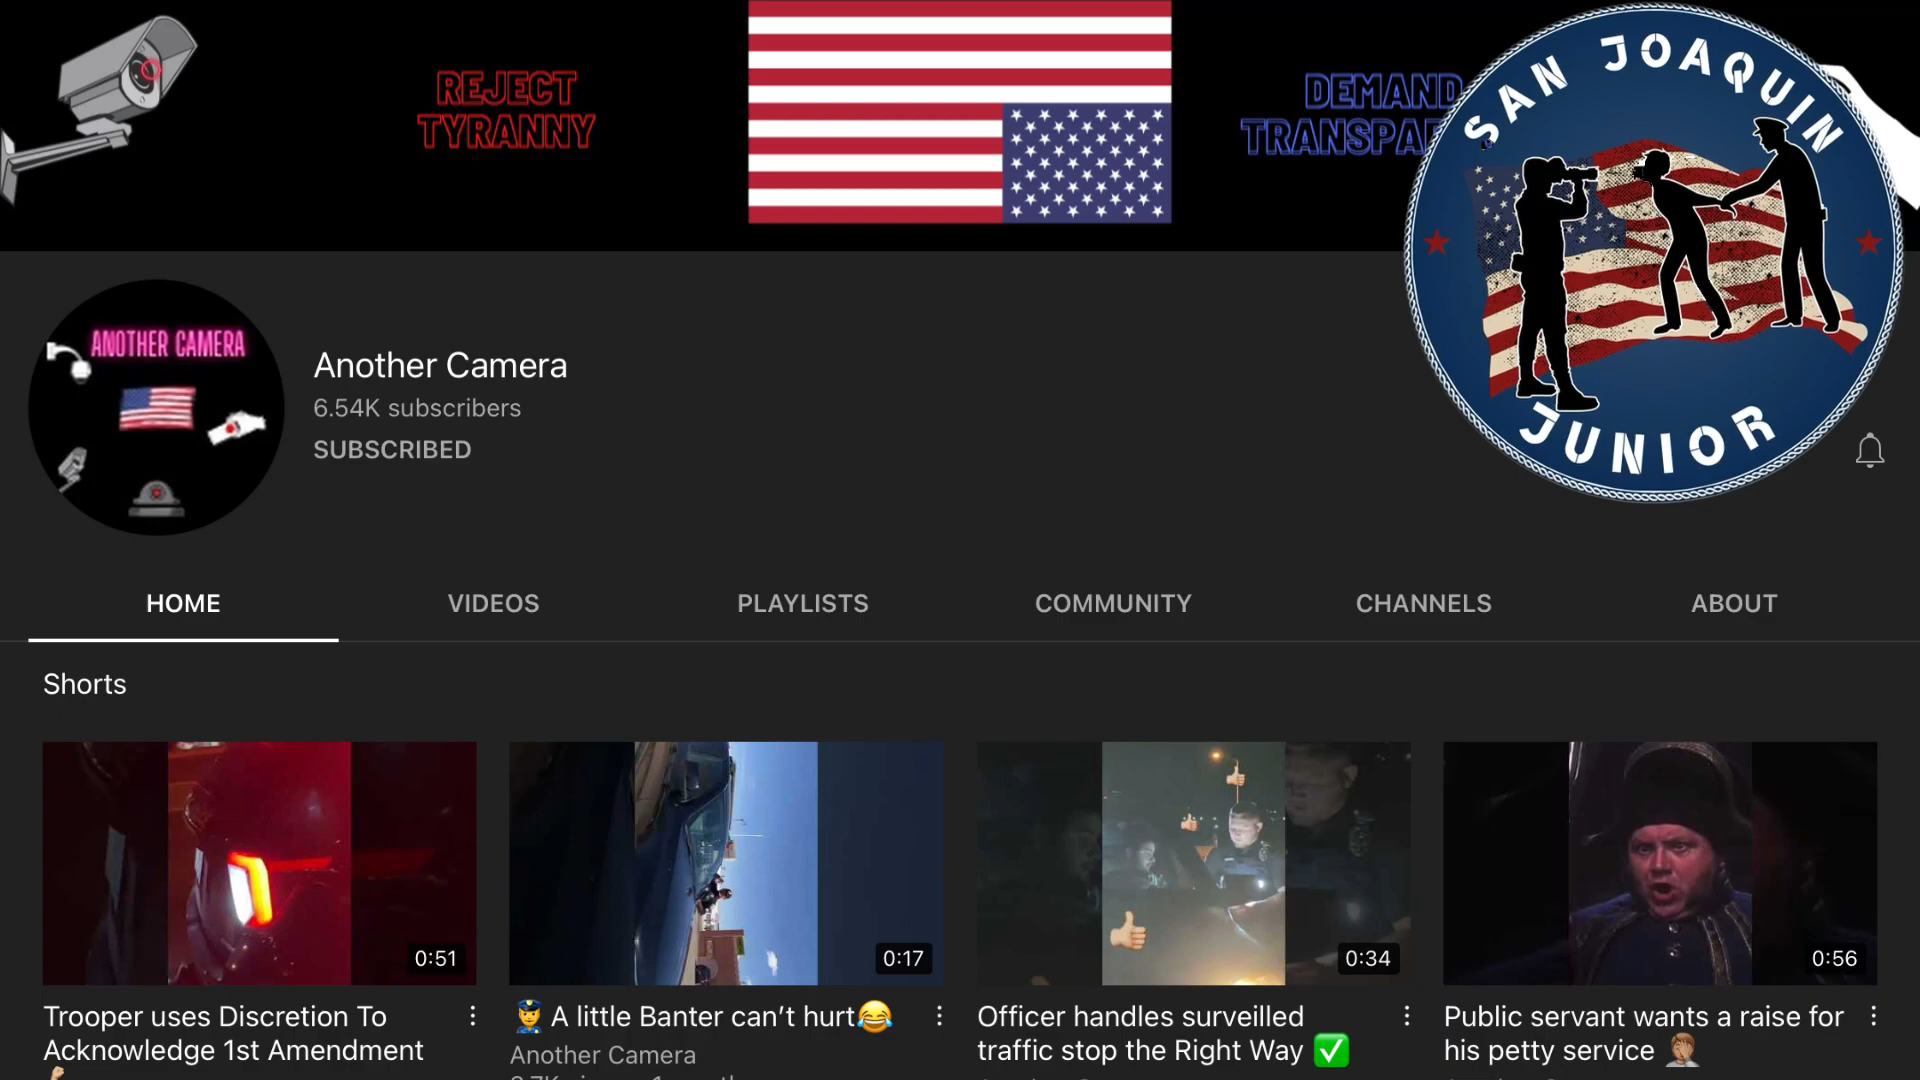 REJECT
TYRANNY
DEMAND
SAN JOAQUIN
JUNIOR
ANOTHER CAMERA
Another Camera
6.54K subscribers
SUBSCRIBED
HOME
VIDEOS
PLAYLISTS
COMMUNITY
CHANNELS
ABOUT
Shorts
0:51
0:17
0:34
0:56
Trooper uses Discretion To
Acknowledge 1st Amendment
💪🏼
👮 A little Banter can’t hurt😂
Another Camera
Officer handles surveilled
traffic stop the Right Way ✅
Public servant wants a raise for
his petty service 🤦🏽